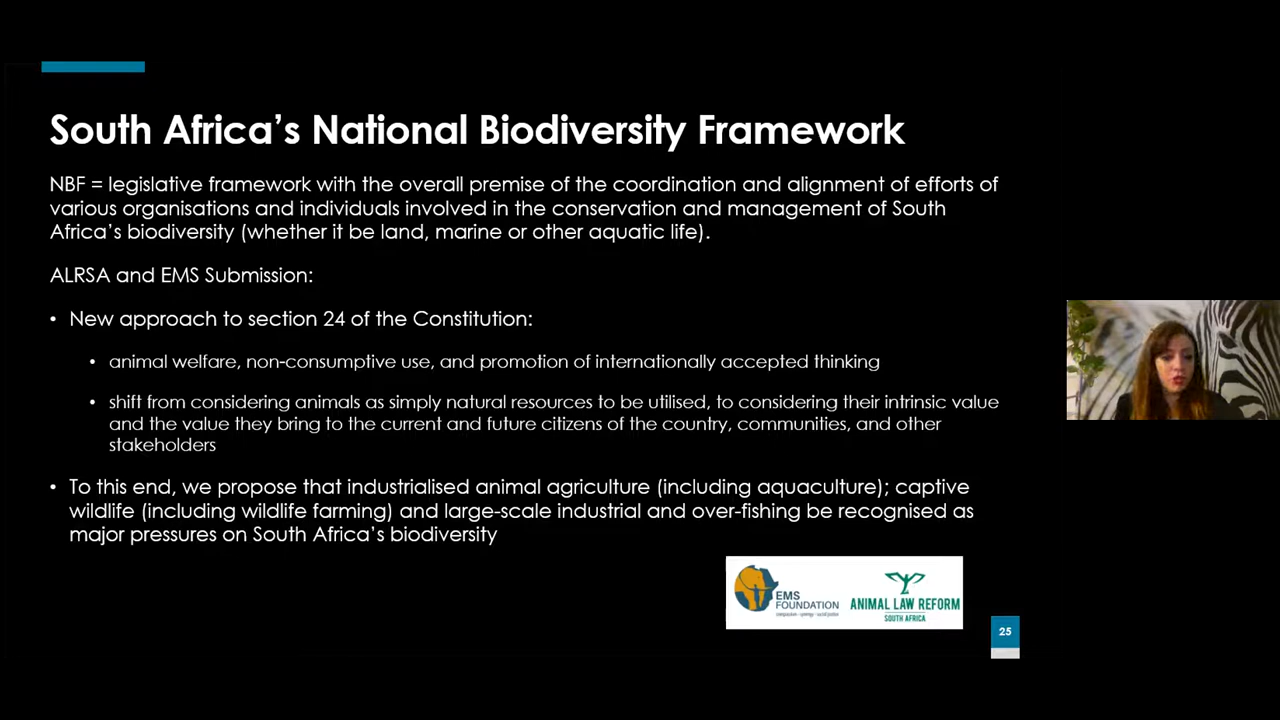 South Africa's National Biodiversity Framework
NBF = legislative framework with the overall premise of the coordination and alignment of efforts of
various organisations and individuals involved in the conservation and management of South
Africa's biodiversity (whether it be land, marine or other aquatic life).
ALRSA and EMS Submission:
• New approach to section 24 of the Constitution:
• animal welfare, non-consumptive use, and promotion of internationally accepted thinking
• shift from considering animals as simply natural resources to be utilised, to considering their intrinsic value
and the value they bring to the current and future citizens of the country, communities, and other
stakeholders
• To this end, we propose that industrialised animal agriculture (including aquaculture); captive
wildlife (including wildlife farming) and large-scale industrial and over-fishing be recognised as
major pressures on South Africa's biodiversity
EMS
FOUNDATION
ANIMAL LAW REFORM
SOUTH AFRICA
25